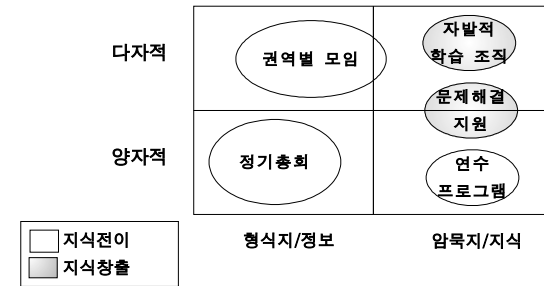 다자적
권역별 모임
자발적
학습 조직
문제해결
지원
양자적
정기총회
연수
프로그램
형식지/정보
암묵지/지식
지식전이
지식창출